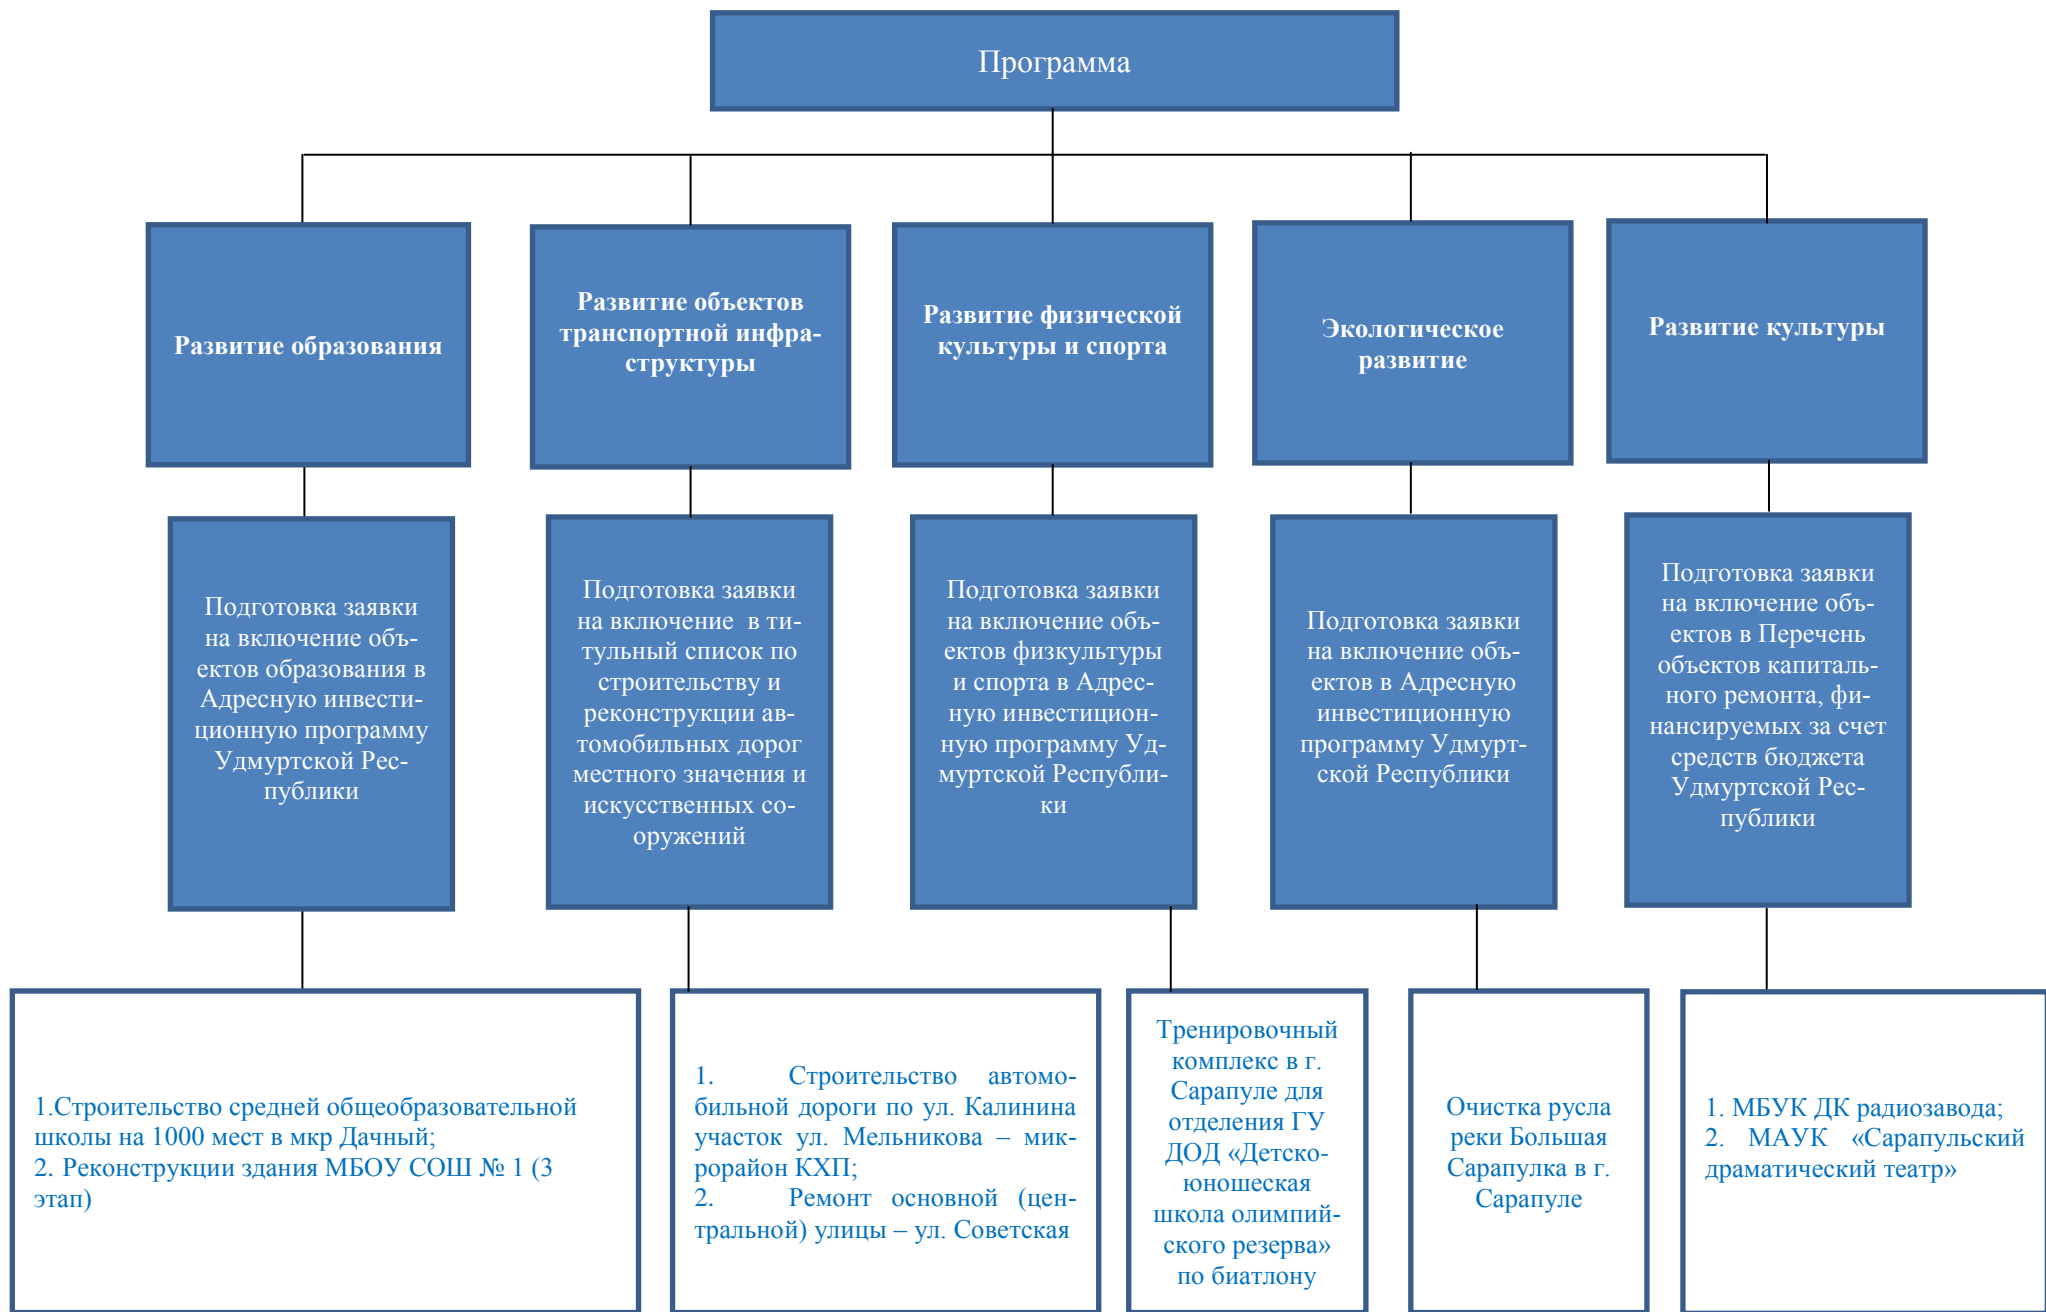 Программа
Развитие образования
Развитие объектов
транспортной инфра-
структуры
Развитие физической
культуры и спорта
Экологическое
развитие
Развитие культуры
Подготовка заявки
на включение объ-
ектов образования в
Адресную инвести-
ционную программу
Удмуртской Рес-
публики
Подготовка заявки
на включение  в ти-
тульный список по
строительству и
реконструкции ав-
томобильных дорог
местного значения и
искусственных со-
оружений
Подготовка заявки
на включение объ-
ектов физкультуры
и спорта в Адрес-
ную инвестицион-
ную программу Уд-
муртской Республи-
ки
Подготовка заявки
на включение объ-
ектов в Адресную
инвестиционную
программу Удмурт-
ской Республики
Подготовка заявки
на включение объ-
ектов в Перечень
объектов капиталь-
ного ремонта, фи-
нансируемых за счет
средств бюджета
Удмуртской Рес-
публики
1.Строительство средней общеобразовательной
школы на 1000 мест в мкр Дачный;
2. Реконструкции здания МБОУ СОШ № 1 (3
этап)
1. Строительство автомо-
бильной дороги по ул. Калинина
участок ул. Мельникова – мик-
рорайон КХП;
2. Ремонт основной (цен-
тральной) улицы – ул. Советская
Тренировочный
комплекс в г.
Сарапуле для
отделения ГУ
ДОД «Детско-
юношеская
школа олимпий-
ского резерва»
по биатлону
Очистка русла
реки Большая
Сарапулка в г.
Сарапуле
1. МБУК ДК радиозавода;
2. МАУК «Сарапульский
драматический театр»